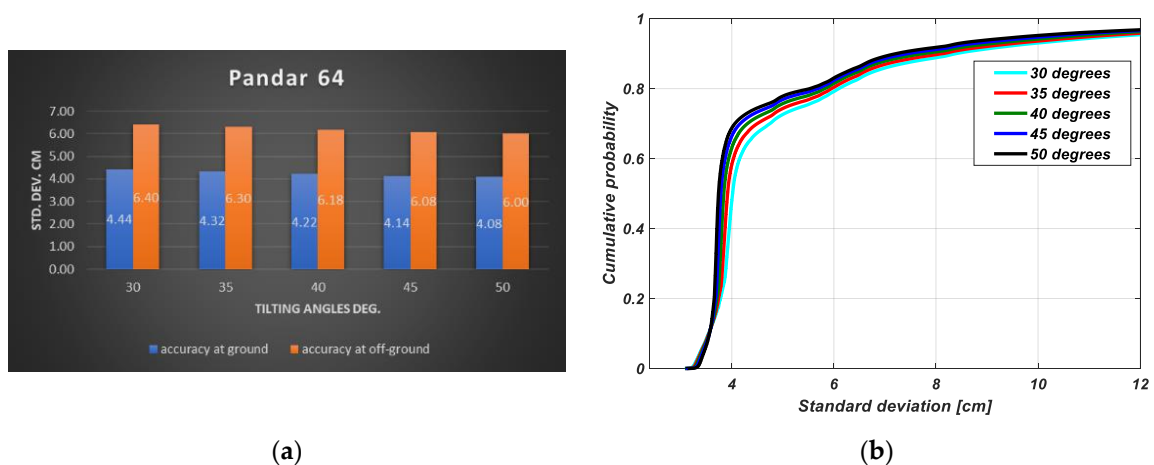 Pandar 64
STD. DEV. CM
7.00
6.00
5.00
4.00
3.00
2.00
1.00
0.00
4.44 6.40 4.32 6.30 4.22 6.18 4.14 6.08 4.08 6.00
30 35 40 45 50
TILTING ANGLES DEG.
accuracy at ground accuracy at off-ground
(a)
Cumulative probability
1
0.8
0.6
0.4
0.2
0
30 degrees
35 degrees
40 degrees
45 degrees
50 degrees
4 6 8 10 12
Standard deviation [cm]
(b)